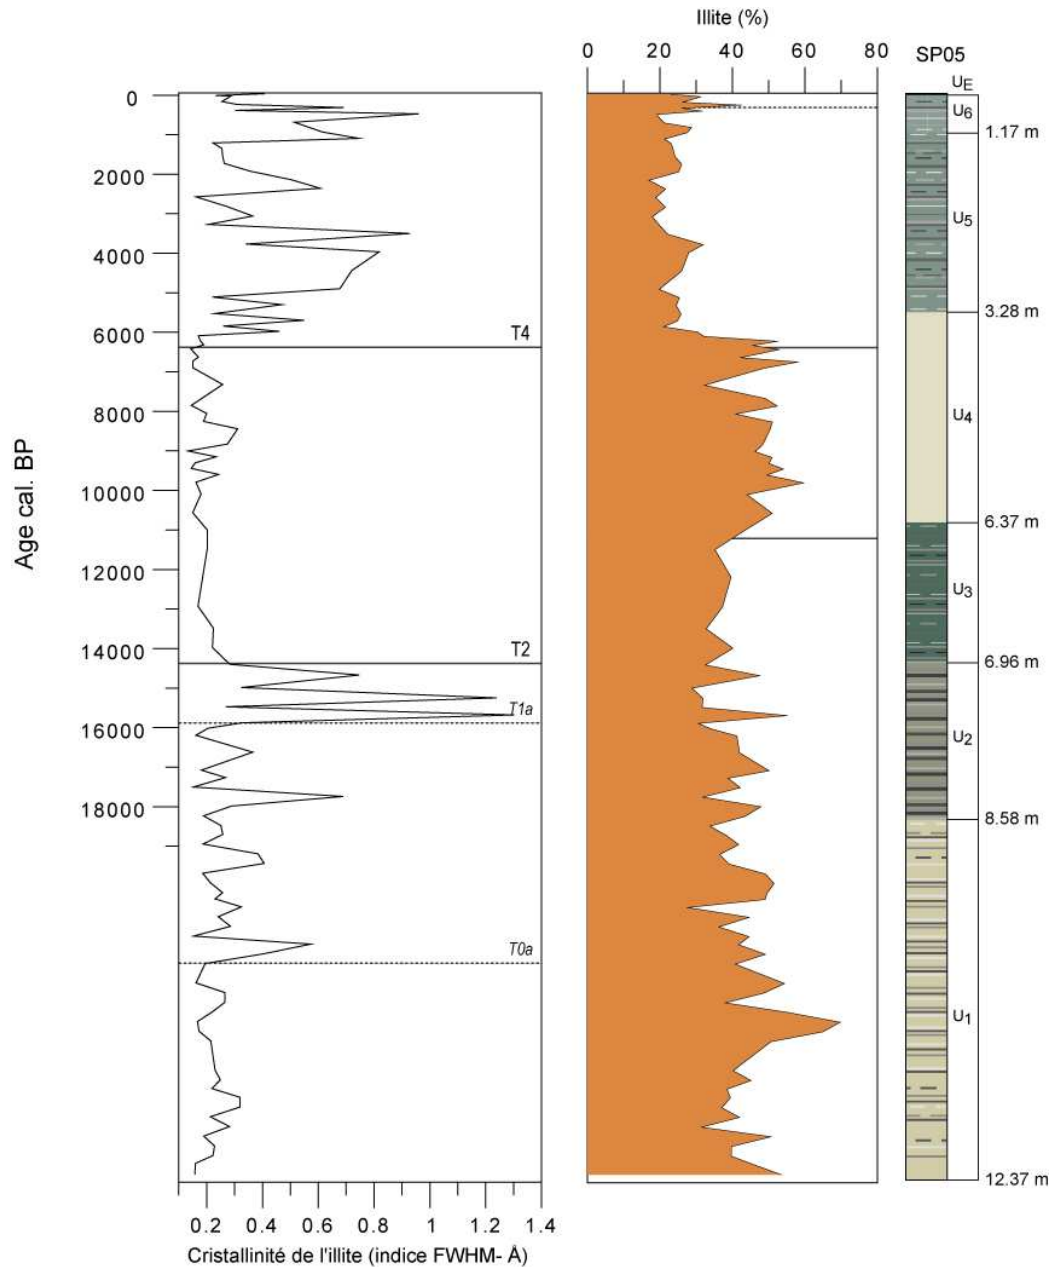 Illite (%)
0 20 40 60 80
SP05
UE
0
U6
1.17 m
2000
U5
4000
3.28 m
6000
T4
8000
U4
Age cal. BP
10000
6.37 m
12000
U3
14000
T2
6.96 m
T1a
16000
U2
18000
8.58 m
T0a
U1
12.37 m
0.2 0.4 0.6 0.8 1 1.2 1.4
Cristallinité de l'illite (indice FWHM- Å)